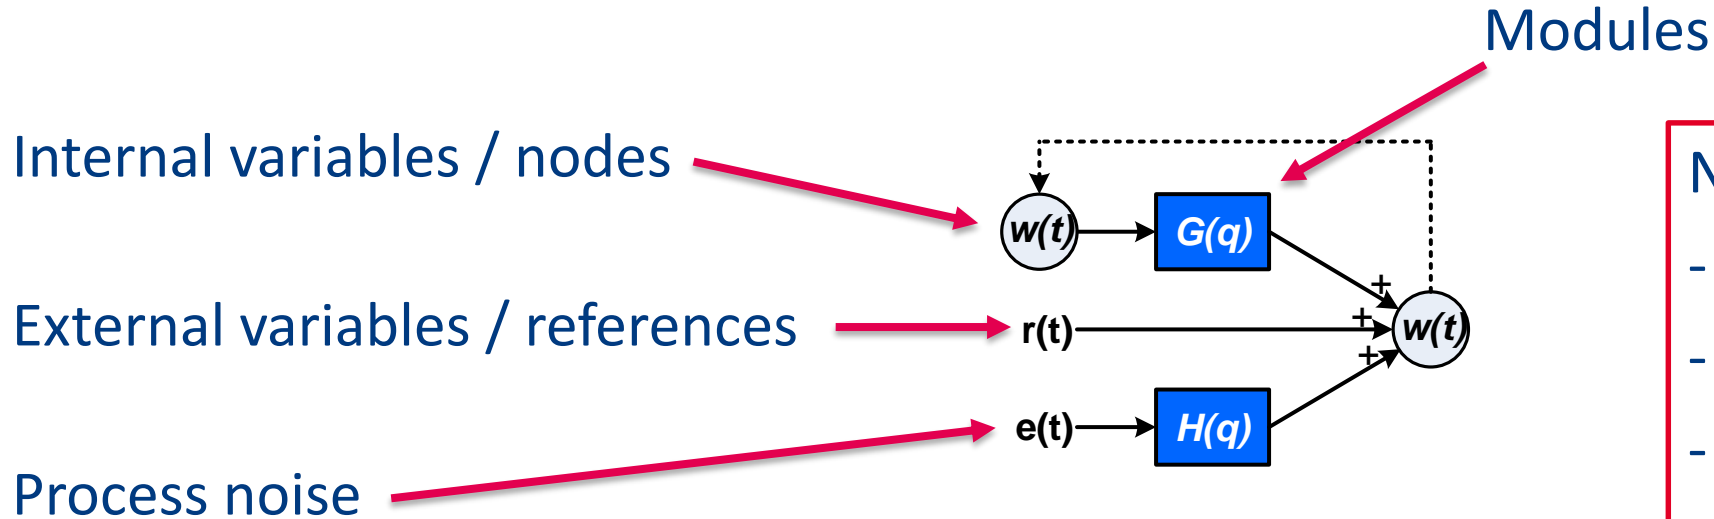 Modules
Internal variables / nodes
w(t)
G(q)
+
External variables / references
r(t)
+
w(t)
+
e(t)
H(q)
Process noise
-
-
-